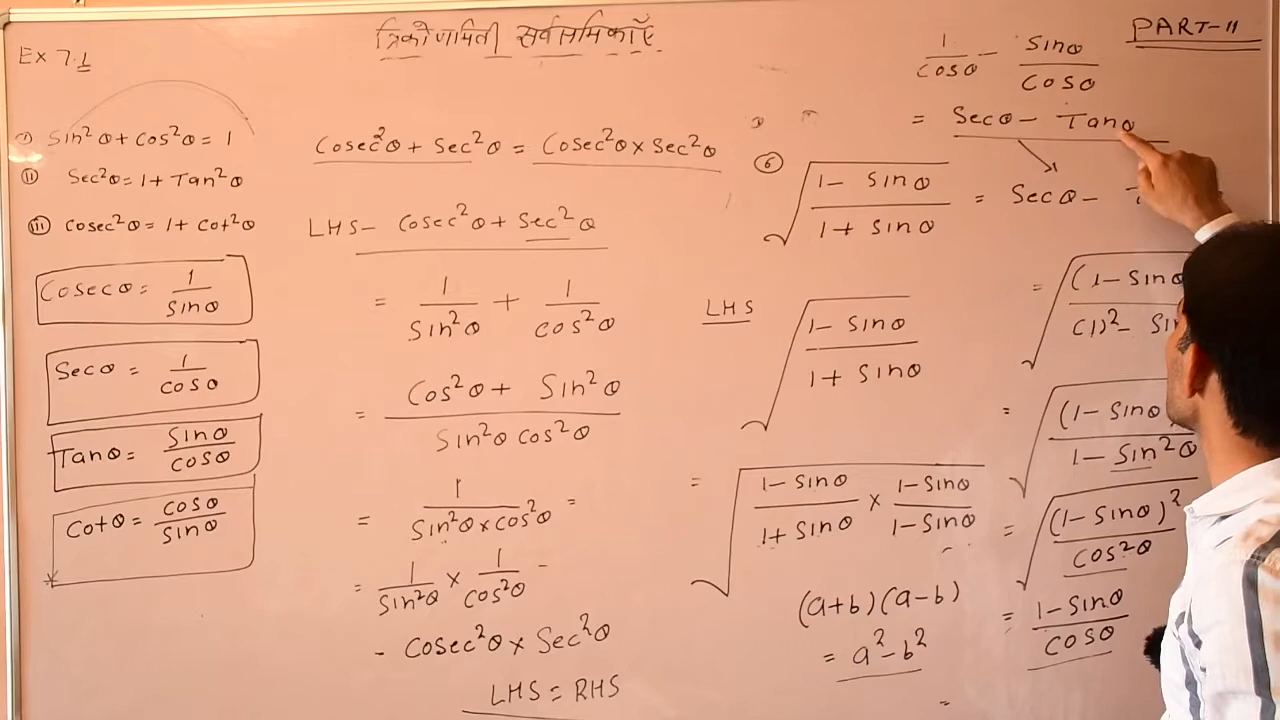 त्रिकोणमिती सर्वसमिकाएँ
PART-11
Ex 7.1
(i) Sin²θ + Cos²θ = 1
(ii) Sec²θ = 1 + Tan²θ
(iii) Cosec²θ = 1 + Cot²θ
Cosecθ = 1/Sinθ
Secθ = 1/Cosθ
Tanθ = Sinθ/Cosθ
Cotθ = Cosθ/Sinθ
Cosec²θ + Sec²θ = Cosec²θ × Sec²θ
LHS – Cosec²θ + Sec²θ
= 1/Sin²θ + 1/Cos²θ
= Cos²θ + Sin²θ / Sin²θ Cos²θ
= 1/Sin²θ × Cos²θ =
= 1/Sin²θ × 1/Cos²θ –
- Cosec²θ × Sec²θ
LHS = RHS
(6) √(1 – Sinθ / 1 + Sinθ) = Secθ –
LHS √(1 – Sinθ / 1 + Sinθ)
= √(1 – Sinθ / 1 + Sinθ × 1 – Sinθ / 1 – Sinθ)
(a+b)(a–b)
= a² – b²
=
= √((1 – Sinθ / (1)² –
= √((1 – Sinθ / 1 – Sin²θ)
= √((1 – Sinθ)² / Cos²θ)
= 1 – Sinθ / Cosθ
1/Cosθ – Sinθ/Cosθ
= Secθ – Tanθ